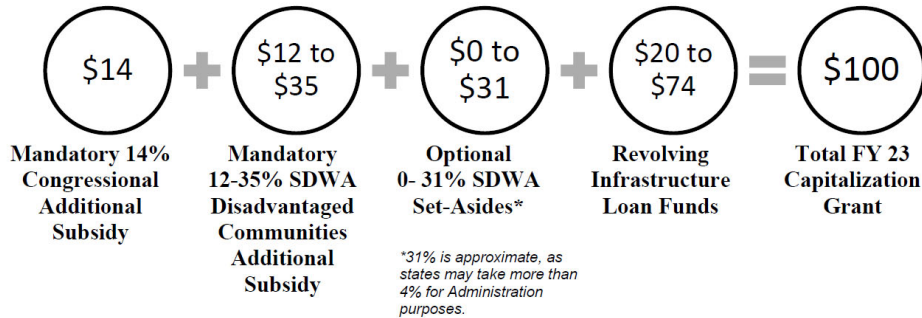 $14
$12 to
$35
$0 to
$31
$20 to
$74
$100
Mandatory 14%
Congressional
Additional
Subsidy
Mandatory
12-35% SDWA
Disadvantaged
Communities
Additional
Subsidy
Optional
0- 31% SDWA
Set-Asides*
*31% is approximate, as
states may take more than
4% for Administration
purposes.
Revolving
Infrastructure
Loan Funds
Total FY 23
Capitalization
Grant